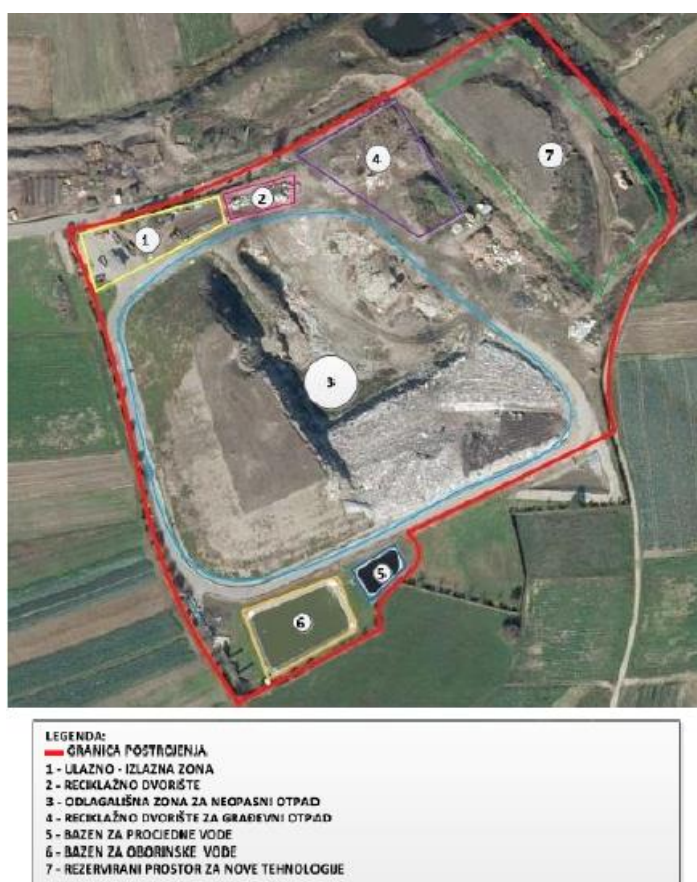 1
2
4
7
3
5
6
LEGENDA:
GRANICA POSTROJENJA
1 - ULAZNO - IZLAZNA ZONA
2 - RECIKLAŽNO DVORIŠTE
3 - ODLAGALIŠNA ZONA ZA NEOPASNI OTPAD
4 - RECIKLAŽNO DVORIŠTE ZA GRAĐEVNI OTPAD
5 - BAZEN ZA PROCJEDNE VODE
6 - BAZEN ZA OBORINSKE VODE
7 - REZERVIRANI PROSTOR ZA NOVE TEHNOLOGIJE